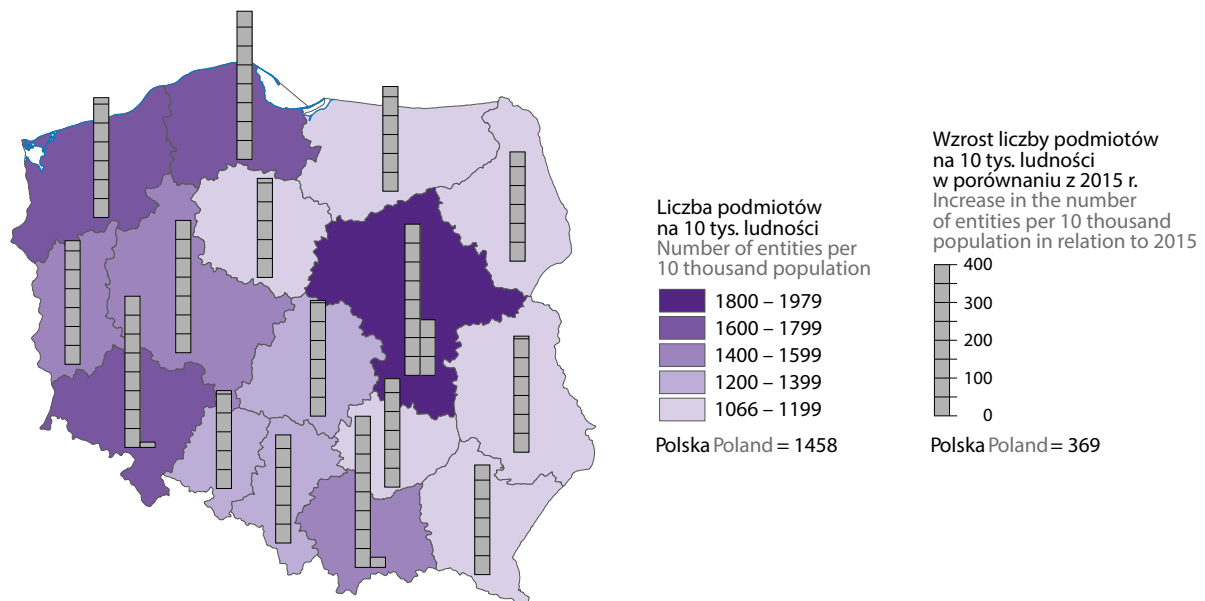 Liczba podmiotów
na 10 tys. ludności
Number of entities per
10 thousand population
1800 – 1979
1600 – 1799
1400 – 1599
1200 – 1399
1066 – 1199
Polska Poland = 1458
Wzrost liczby podmiotów
na 10 tys. ludności
w porównaniu z 2015 r.
Increase in the number
of entities per 10 thousand
population in relation to 2015
400
300
200
100
0
Polska Poland = 369